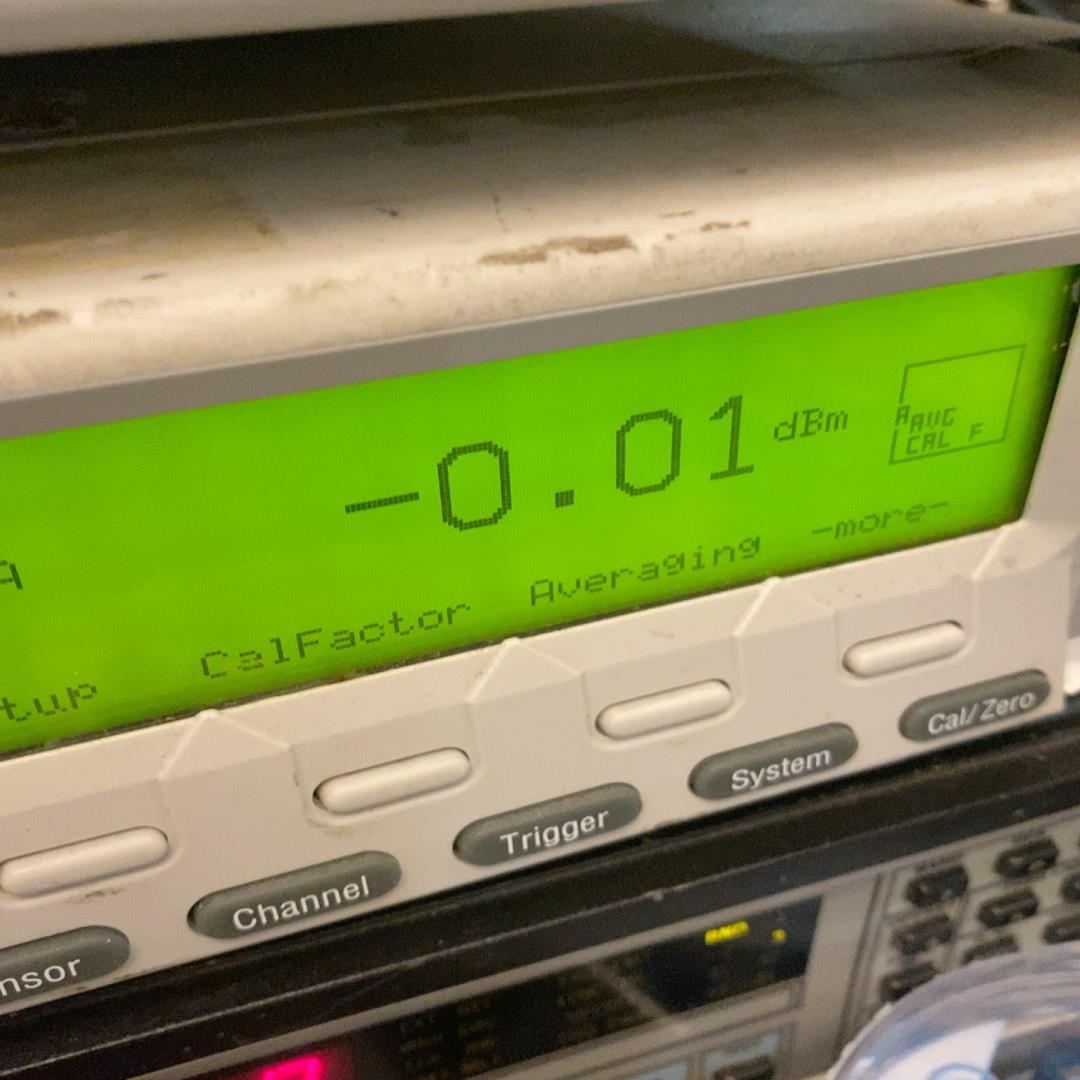 -0.01 dBm
A AVG
CAL F
A
tup CalFactor Averaging -more-
nsor Channel Trigger System Cal/Zero